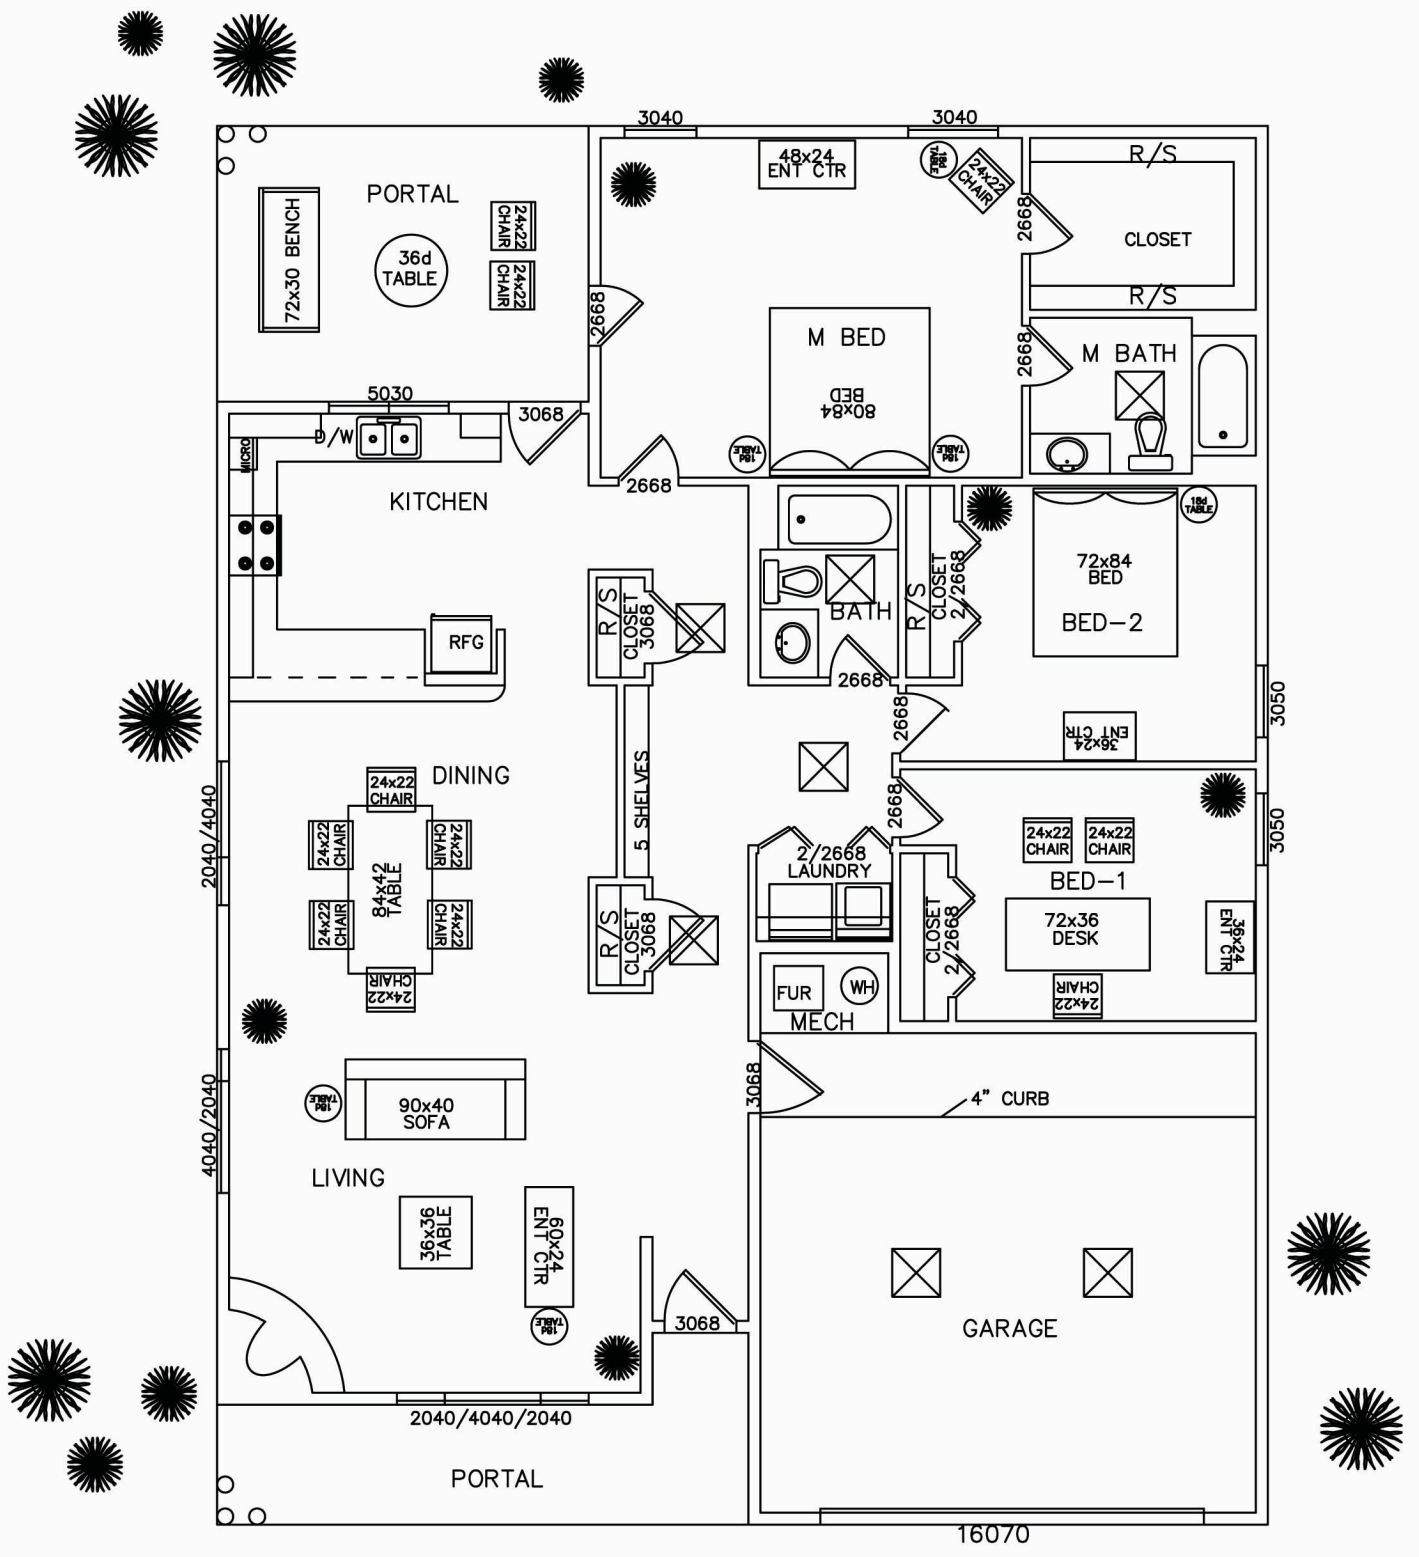 3040
3040
48x24
ENT CTR
18d
TABLE
24x22
CHAIR
R/S
CLOSET
R/S
2668
PORTAL
72x30 BENCH
36d
TABLE
24x22
CHAIR
24x22
CHAIR
2668
M BED
80x84
BED
18d
TABLE
18d
TABLE
2668
M BATH
2668
5030
3068
D/W
MICRO
KITCHEN
RFG
R/S
CLOSET
3068
BATH
2668
R/S
CLOSET
2/2668
72x84
BED
BED-2
18d
TABLE
36x24
ENT CTR
3050
2668
DINING
24x22
CHAIR
24x22
CHAIR
24x22
CHAIR
84x42
TABLE
24x22
CHAIR
24x22
CHAIR
24x22
CHAIR
2040/4040
5 SHELVES
R/S
CLOSET
3068
2/2668
LAUNDRY
2668
3050
24x22
CHAIR
24x22
CHAIR
BED-1
72x36
DESK
24x22
CHAIR
36x24
ENT CTR
CLOSET
2/2668
FUR
WH
MECH
3068
4" CURB
4040/2040
18d
TABLE
90x40
SOFA
LIVING
36x36
TABLE
60x24
ENT CTR
18d
TABLE
3068
GARAGE
2040/4040/2040
PORTAL
16070